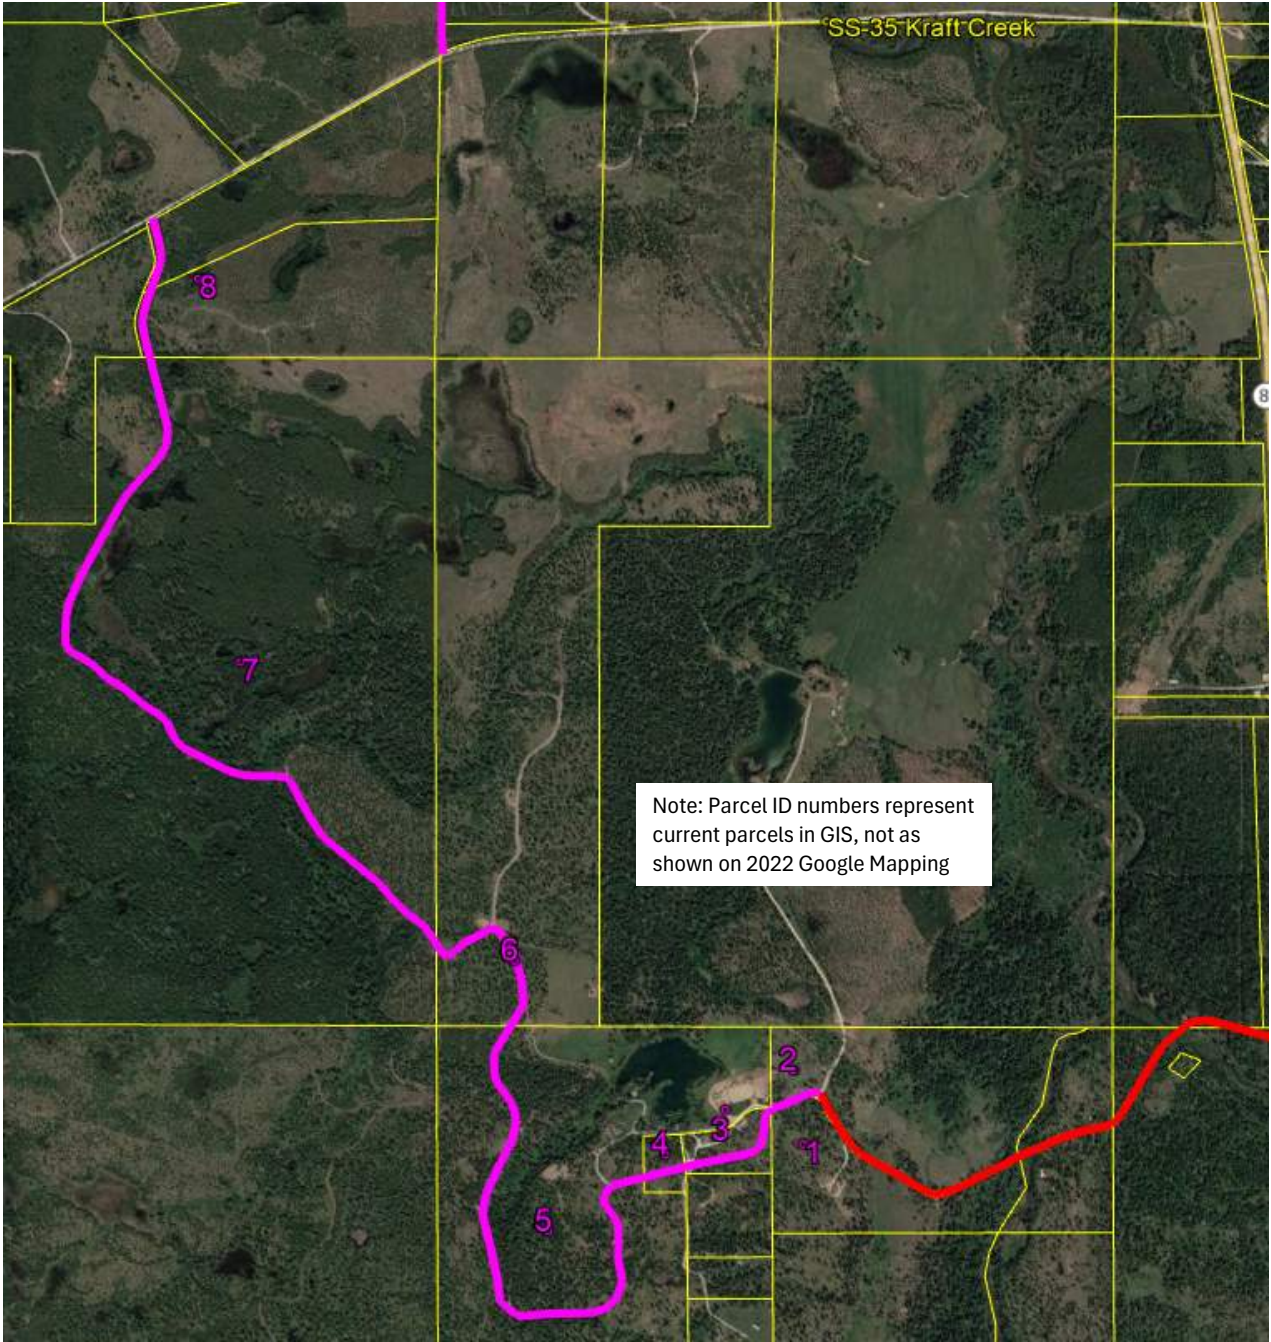 SS-35 Kraft Creek
8
8
7
Note: Parcel ID numbers represent
current parcels in GIS, not as
shown on 2022 Google Mapping
6
2
3
4
1
5